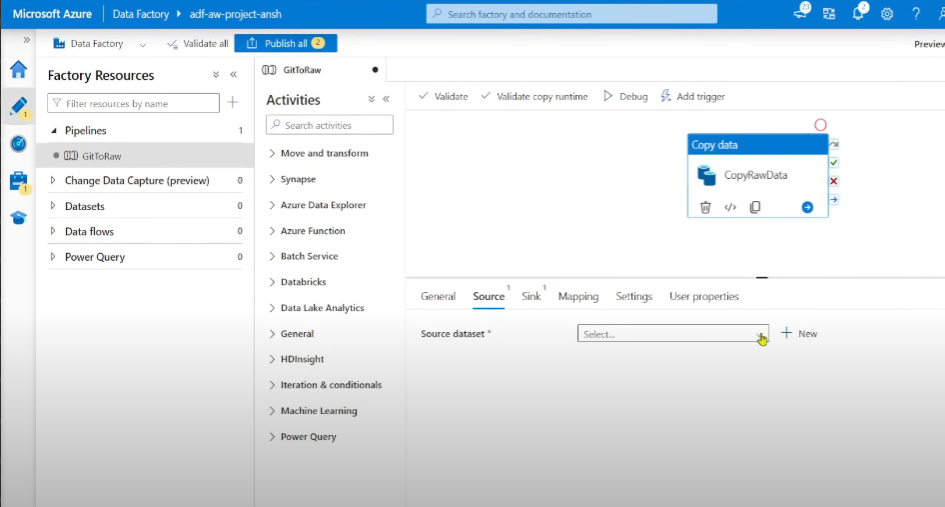 Microsoft Azure
Data Factory
adf-aw-project-ansh
Search factory and documentation
23
2
»
Data Factory
Validate all
Publish all 2
Preview
1
1
Factory Resources
«
Filter resources by name
Pipelines 1
GitToRaw
Change Data Capture (preview) 0
Datasets 0
Data flows 0
Power Query 0
GitToRaw
Activities
«
Search activities
Move and transform
Synapse
Azure Data Explorer
Azure Function
Batch Service
Databricks
Data Lake Analytics
General
HDInsight
Iteration & conditionals
Machine Learning
Power Query
Validate
Validate copy runtime
Debug
Add trigger
Copy data
CopyRawData
General
Source 1
Sink 1
Mapping
Settings
User properties
Source dataset *
Select...
New